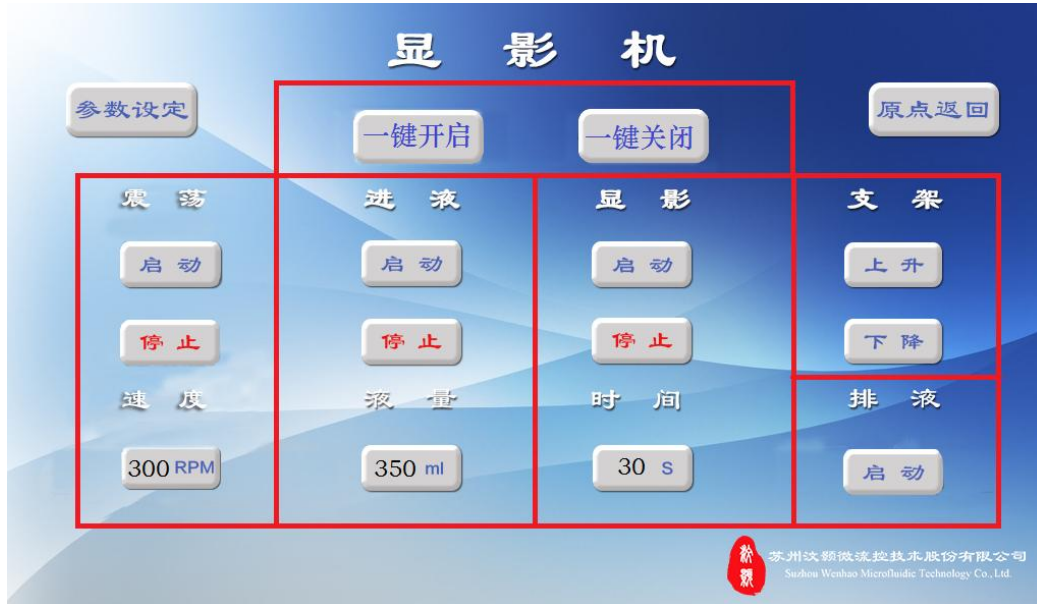 显 影 机
参数设定
一键开启 一键关闭
原点返回
震 荡 进 液 显 影 支 架
启 动 启 动 启 动 上 升
停 止 停 止 停 止 下 降
速 度 液 量 时 间 排 液
300 RPM 350 ml 30 S 启 动
苏州汶颢微流控技术股份有限公司
Suzhou Wenhao Microfluidic Technology Co., Ltd.